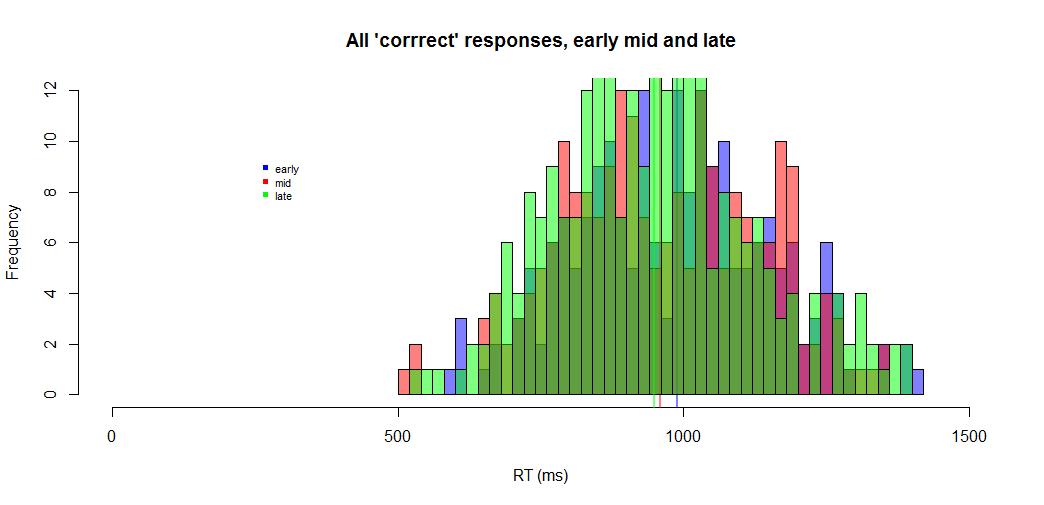 All 'corrrect' responses, early mid and late
Frequency
12
10
8
6
4
2
0
early
mid
late
0 500 1000 1500
RT (ms)